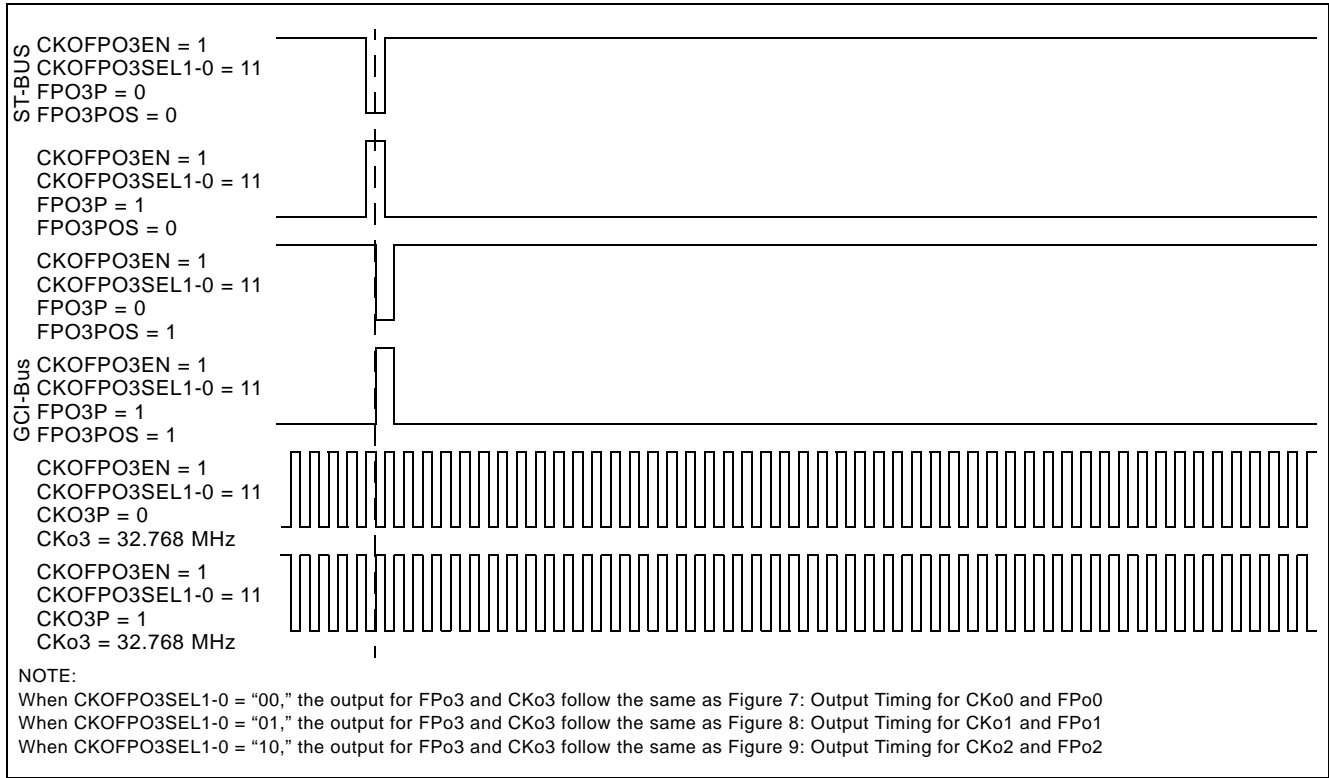 ST-BUS
CKOFPO3EN = 1
CKOFPO3SEL1-0 = 11
FPO3P = 0
FPO3POS = 0
CKOFPO3EN = 1
CKOFPO3SEL1-0 = 11
FPO3P = 1
FPO3POS = 0
CKOFPO3EN = 1
CKOFPO3SEL1-0 = 11
FPO3P = 0
FPO3POS = 1
GCI-Bus
CKOFPO3EN = 1
CKOFPO3SEL1-0 = 11
FPO3P = 1
FPO3POS = 1
CKOFPO3EN = 1
CKOFPO3SEL1-0 = 11
CKO3P = 0
CKo3 = 32.768 MHz
CKOFPO3EN = 1
CKOFPO3SEL1-0 = 11
CKO3P = 1
CKo3 = 32.768 MHz
NOTE:
When CKOFPO3SEL1-0 = “00,” the output for FPo3 and CKo3 follow the same as Figure 7: Output Timing for CKo0 and FPo0
When CKOFPO3SEL1-0 = “01,” the output for FPo3 and CKo3 follow the same as Figure 8: Output Timing for CKo1 and FPo1
When CKOFPO3SEL1-0 = “10,” the output for FPo3 and CKo3 follow the same as Figure 9: Output Timing for CKo2 and FPo2